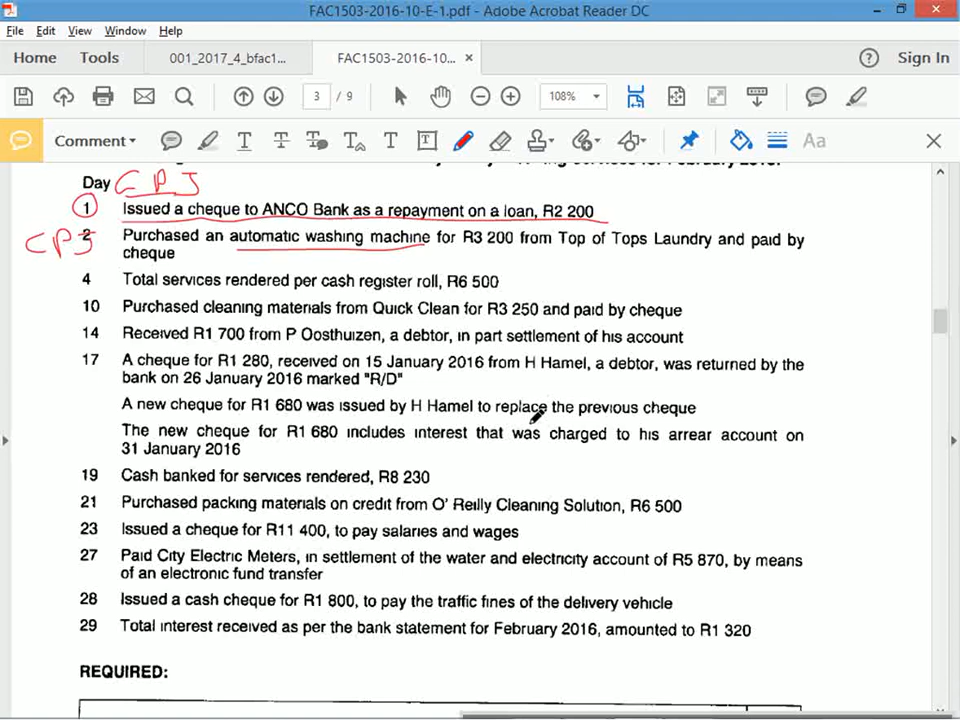 FAC1503-2016-10-E-1.pdf - Adobe Acrobat Reader DC
File Edit View Window Help
Home Tools 001_2017_4_bfac1... FAC1503-2016-10... × Sign In
3 / 9 108%
Comment
Day CPJ
1 Issued a cheque to ANCO Bank as a repayment on a loan, R2 200
CPJ 2 Purchased an automatic washing machine for R3 200 from Top of Tops Laundry and paid by
cheque
4 Total services rendered per cash register roll, R6 500
10 Purchased cleaning materials from Quick Clean for R3 250 and paid by cheque
14 Received R1 700 from P Oosthuizen, a debtor, in part settlement of his account
17 A cheque for R1 280, received on 15 January 2016 from H Hamel, a debtor, was returned by the
bank on 26 January 2016 marked "R/D"
A new cheque for R1 680 was issued by H Hamel to replace the previous cheque
The new cheque for R1 680 includes interest that was charged to his arrear account on
31 January 2016
19 Cash banked for services rendered, R8 230
21 Purchased packing materials on credit from O' Reilly Cleaning Solution, R6 500
23 Issued a cheque for R11 400, to pay salaries and wages
27 Paid City Electric Meters, in settlement of the water and electricity account of R5 870, by means
of an electronic fund transfer
28 Issued a cash cheque for R1 800, to pay the traffic fines of the delivery vehicle
29 Total interest received as per the bank statement for February 2016, amounted to R1 320
REQUIRED: